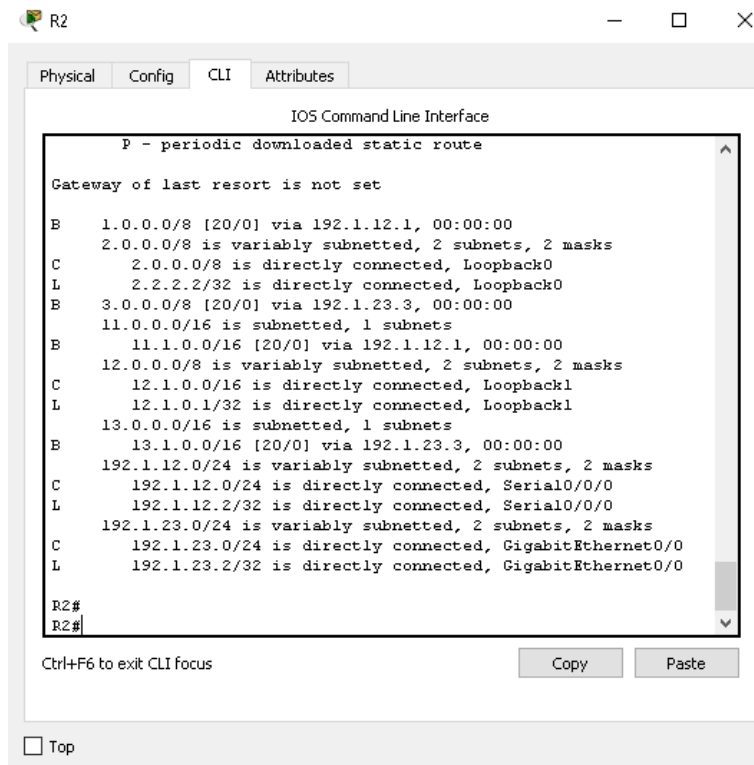 R2
Physical Config CLI Attributes
IOS Command Line Interface
P - periodic downloaded static route
Gateway of last resort is not set
B 1.0.0.0/8 [20/0] via 192.1.12.1, 00:00:00
2.0.0.0/8 is variably subnetted, 2 subnets, 2 masks
C 2.0.0.0/8 is directly connected, Loopback0
L 2.2.2.2/32 is directly connected, Loopback0
B 3.0.0.0/8 [20/0] via 192.1.23.3, 00:00:00
11.0.0.0/16 is subnetted, 1 subnets
B 11.1.0.0/16 [20/0] via 192.1.12.1, 00:00:00
12.0.0.0/8 is variably subnetted, 2 subnets, 2 masks
C 12.1.0.0/16 is directly connected, Loopback1
L 12.1.0.1/32 is directly connected, Loopback1
13.0.0.0/16 is subnetted, 1 subnets
B 13.1.0.0/16 [20/0] via 192.1.23.3, 00:00:00
192.1.12.0/24 is variably subnetted, 2 subnets, 2 masks
C 192.1.12.0/24 is directly connected, Serial0/0/0
L 192.1.12.2/32 is directly connected, Serial0/0/0
192.1.23.0/24 is variably subnetted, 2 subnets, 2 masks
C 192.1.23.0/24 is directly connected, GigabitEthernet0/0
L 192.1.23.2/32 is directly connected, GigabitEthernet0/0
R2#
R2#
Ctrl+F6 to exit CLI focus
Copy Paste
Top